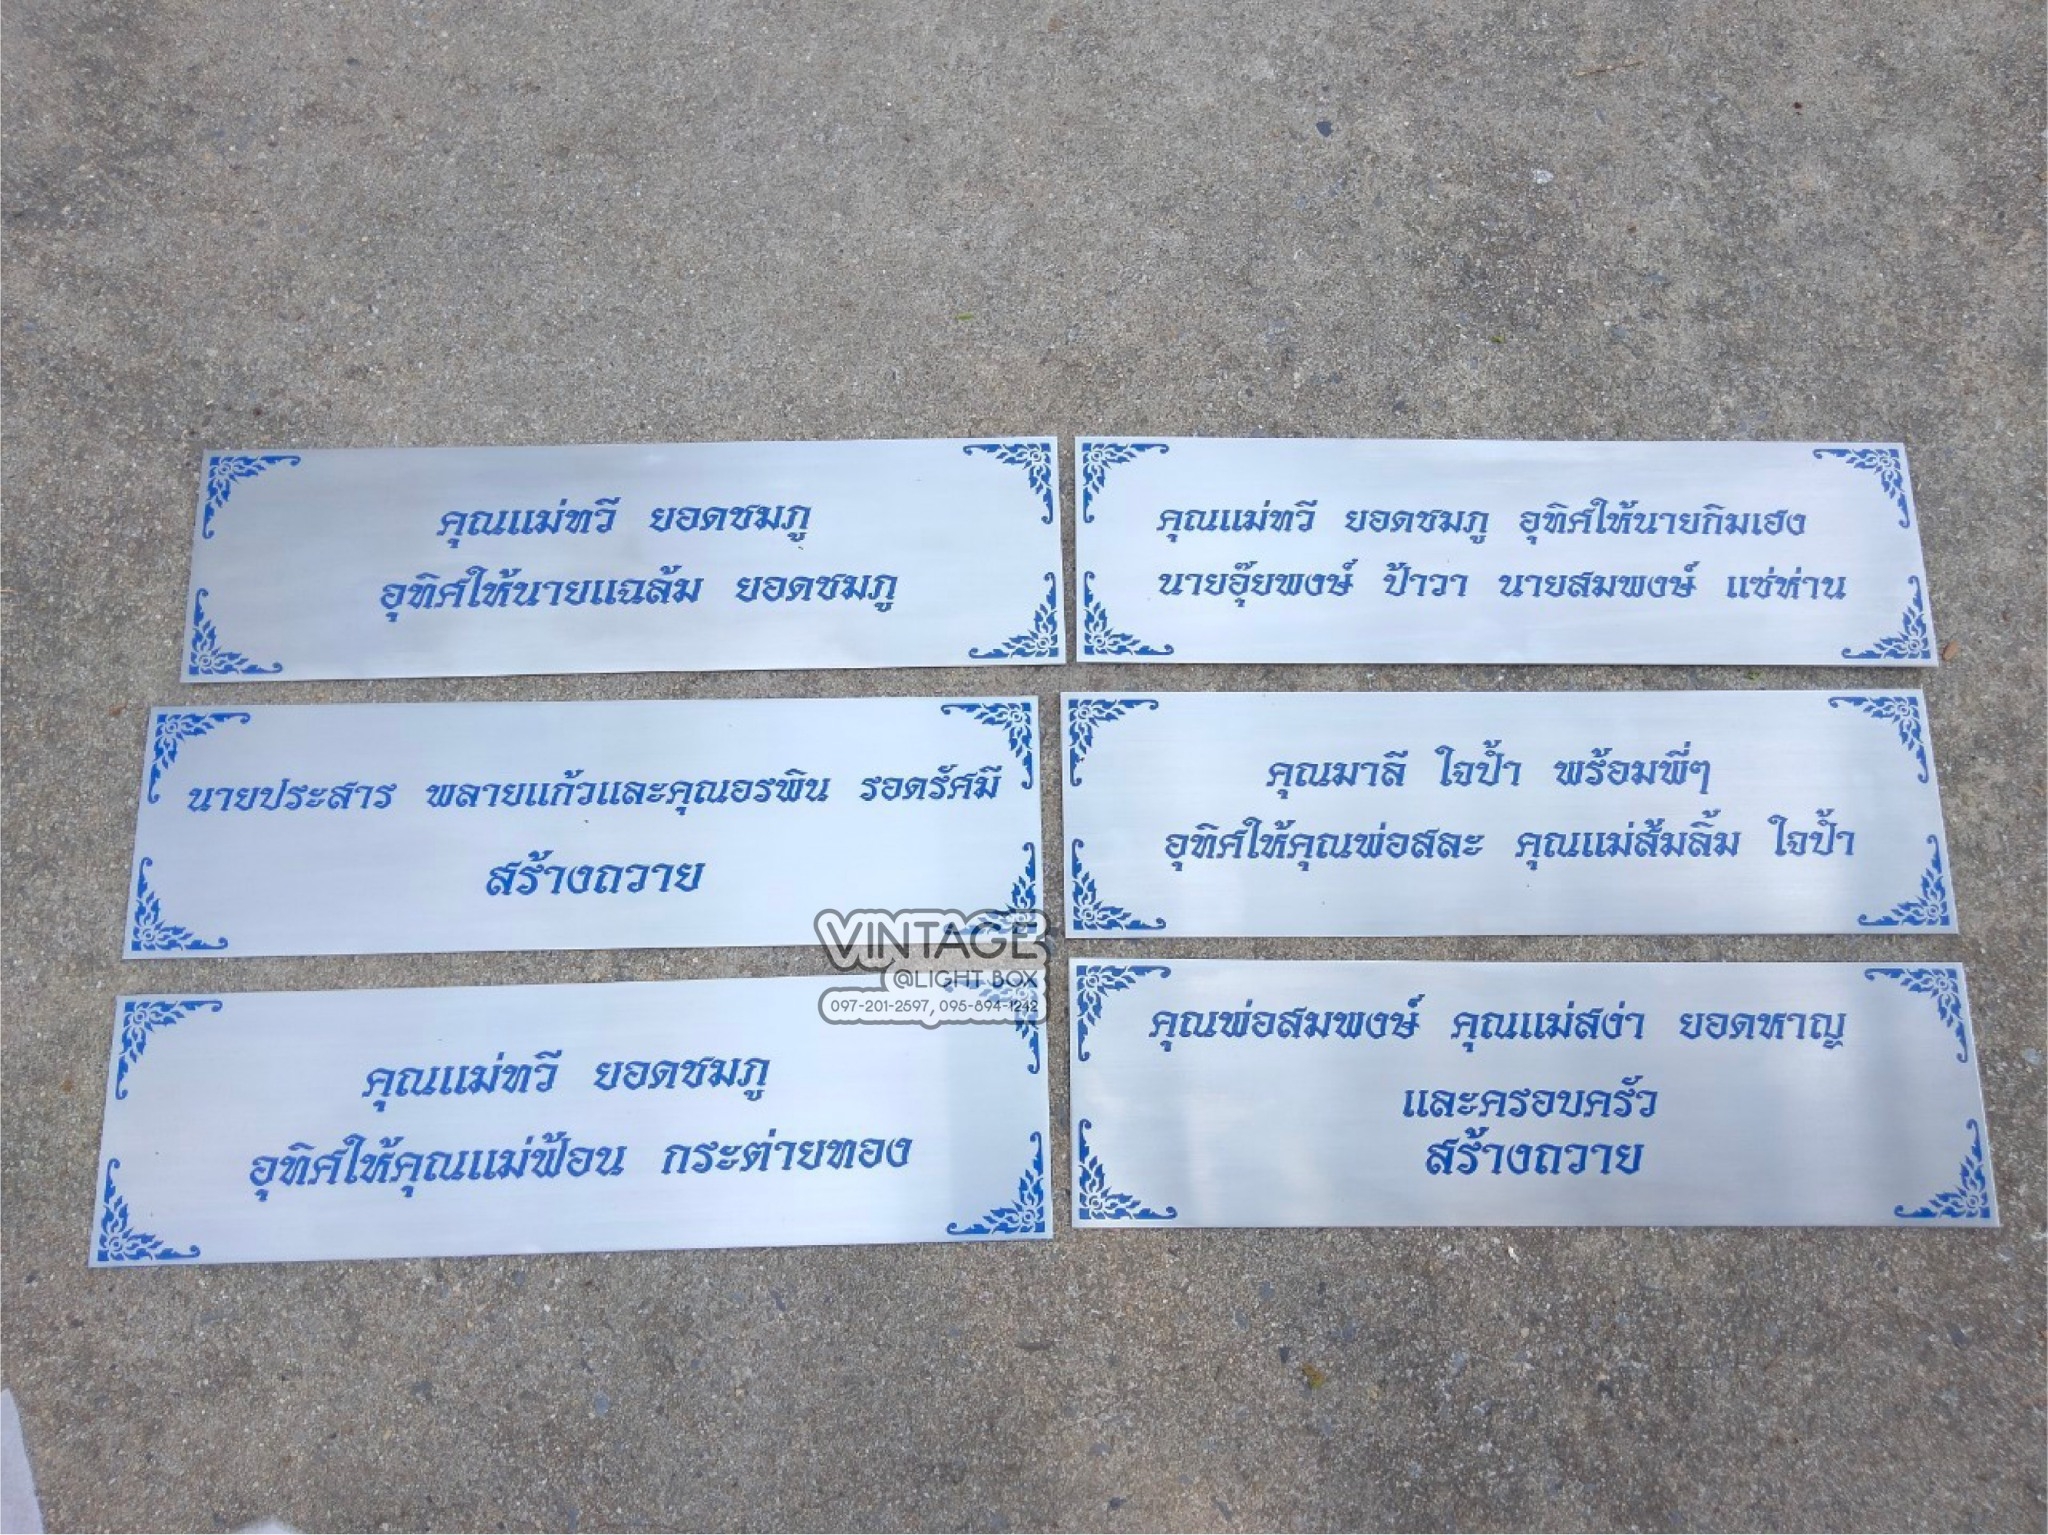 คุณแม่ทวี ยอดชมภู
อุทิศให้นายแฉล้ม ยอดชมภู
คุณแม่ทวี ยอดชมภู อุทิศให้นายกิมเฮง
นายอุ๊ยพงษ์ ป้าวา นายสมพงษ์ แซ่ห่าน
นายประสาร พลายแก้วและคุณอรพิน รอดรัศมี
สร้างถวาย
คุณมาลี ใจป้ำ พร้อมพี่ๆ
อุทิศให้คุณพ่อสละ คุณแม่ส้มลิ้ม ใจป้ำ
คุณแม่ทวี ยอดชมภู
อุทิศให้คุณแม่ฟ้อน กระต่ายทอง
คุณพ่อสมพงษ์ คุณแม่สง่า ยอดหาญ
และครอบครัว
สร้างถวาย
VINTAGE
@LIGHT BOX
097-201-2597, 095-894-1242